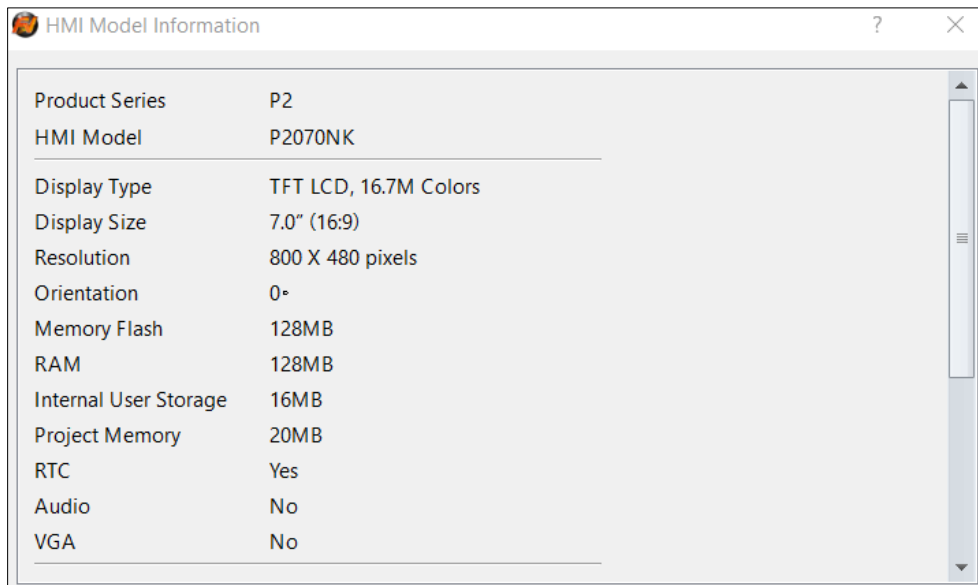 HMI Model Information
Product Series P2
HMI Model P2070NK
Display Type TFT LCD, 16.7M Colors
Display Size 7.0" (16:9)
Resolution 800 X 480 pixels
Orientation 0°
Memory Flash 128MB
RAM 128MB
Internal User Storage 16MB
Project Memory 20MB
RTC Yes
Audio No
VGA No